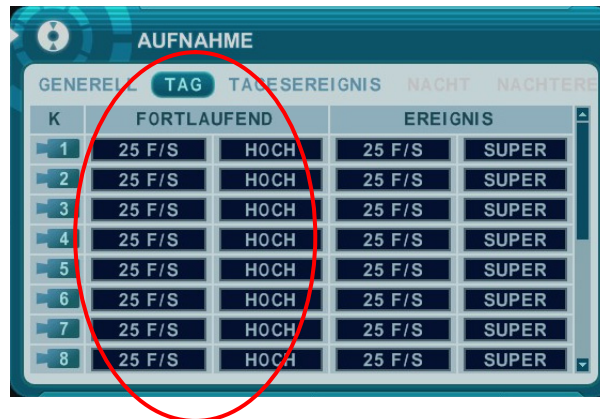 AUFNAHME
GENERELL TAG TAGESEREIGNIS NACHT NACHTERE
K FORTLAUFEND EREIGNIS
1 25 F/S HOCH 25 F/S SUPER
2 25 F/S HOCH 25 F/S SUPER
3 25 F/S HOCH 25 F/S SUPER
4 25 F/S HOCH 25 F/S SUPER
5 25 F/S HOCH 25 F/S SUPER
6 25 F/S HOCH 25 F/S SUPER
7 25 F/S HOCH 25 F/S SUPER
8 25 F/S HOCH 25 F/S SUPER